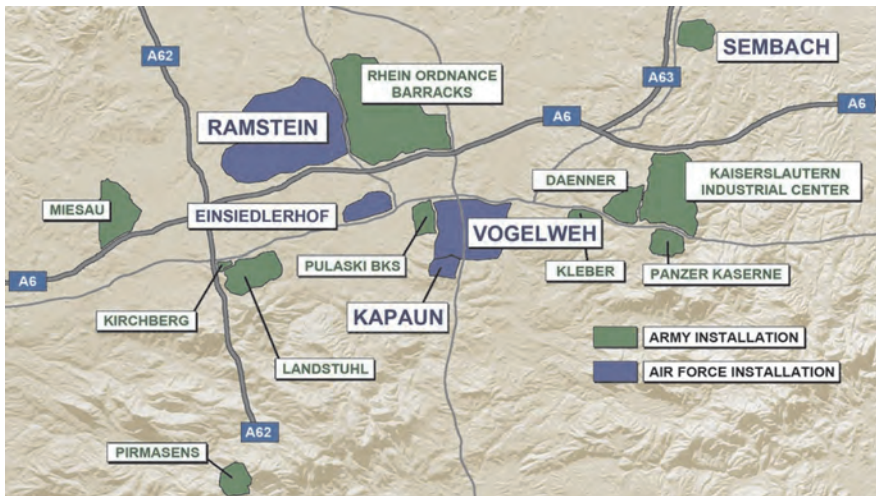 A62
SEMBACH
RHEIN ORDNANCE
BARRACKS
A63
A6
A6
RAMSTEIN
DAENNER
KAISERSLAUTERN
INDUSTRIAL CENTER
MIESAU
EINSIEDLERHOF
VOGELWEH
PULASKI BKS
KLEBER
PANZER KASERNE
A6
KIRCHBERG
KAPAUN
ARMY INSTALLATION
LANDSTUHL
AIR FORCE INSTALLATION
A62
PIRMASENS